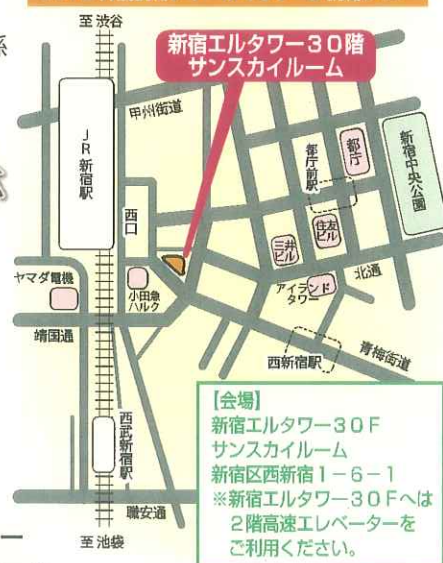 至 渋谷
新宿エルタワー30階
サンスカイルーム
甲州街道
JR新宿駅
都庁前駅
都庁
新宿中央公園
西口
三井
ビル
住友
ビル
ヤマダ電機
小田急
ハルク
アイランド
タワー
北通
靖国通
西新宿駅
青梅街道
西武新宿駅
職安通
至 池袋
【会場】
新宿エルタワー30F
サンスカイルーム
新宿区西新宿1-6-1
※新宿エルタワー30Fへは
2階高速エレベーターを
ご利用ください。